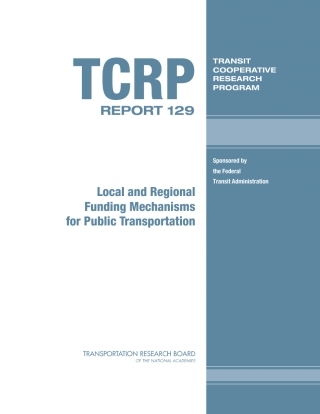 TCRP
REPORT 129
TRANSIT
COOPERATIVE
RESEARCH
PROGRAM
Sponsored by
the Federal
Transit Administration
Local and Regional
Funding Mechanisms
for Public Transportation
TRANSPORTATION RESEARCH BOARD
OF THE NATIONAL ACADEMIES